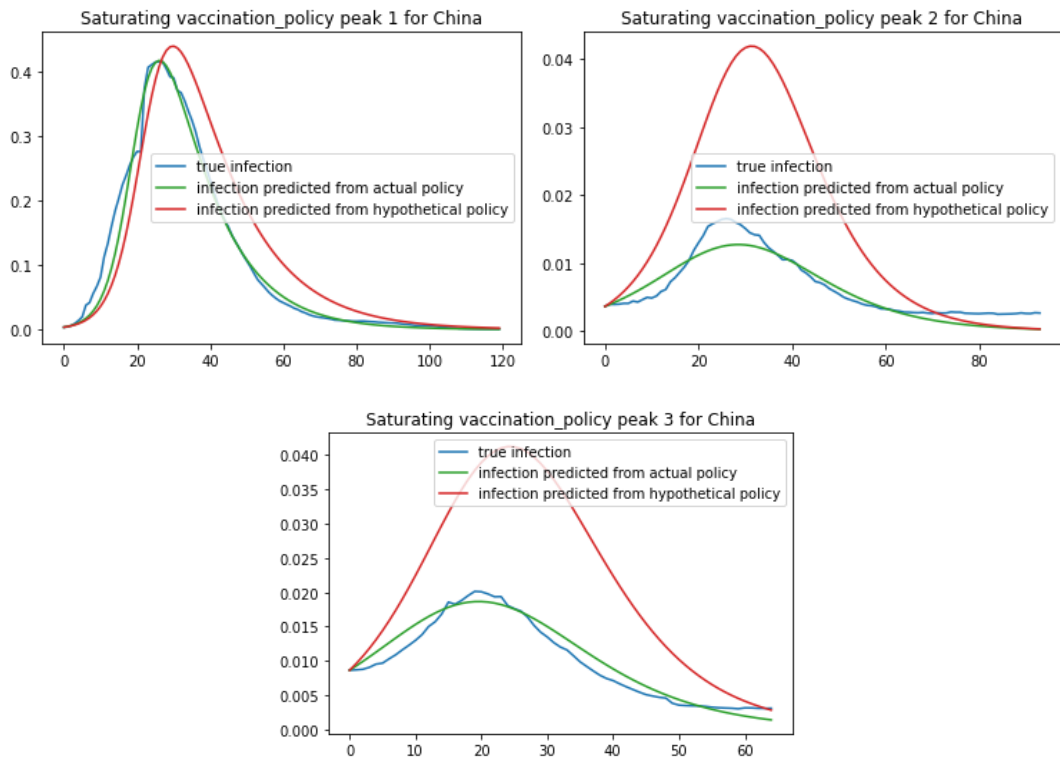 Saturating vaccination_policy peak 1 for China
0.4
0.3
0.2
0.1
0.0
true infection
infection predicted from actual policy
infection predicted from hypothetical policy
0 20 40 60 80 100 120
Saturating vaccination_policy peak 2 for China
0.04
0.03
0.02
0.01
0.00
true infection
infection predicted from actual policy
infection predicted from hypothetical policy
0 20 40 60 80
Saturating vaccination_policy peak 3 for China
0.040
0.035
0.030
0.025
0.020
0.015
0.010
0.005
0.000
true infection
infection predicted from actual policy
infection predicted from hypothetical policy
0 10 20 30 40 50 60